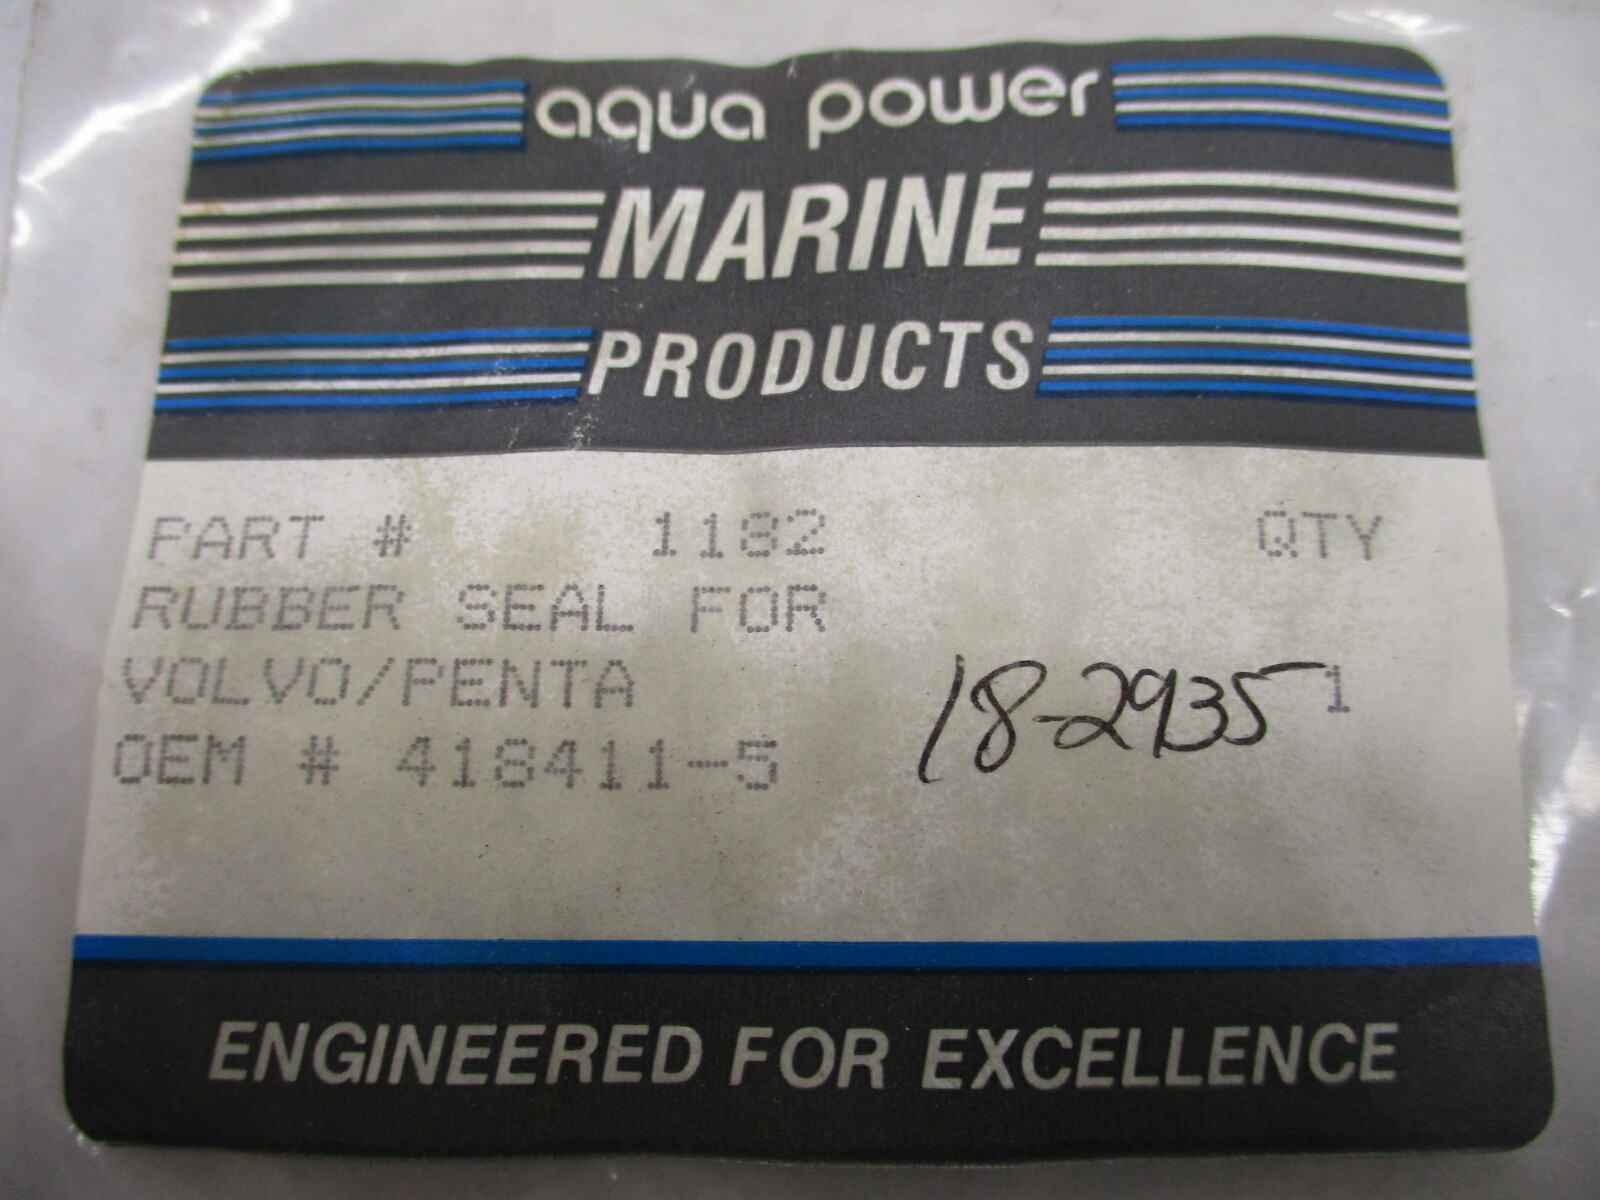 aqua power
MARINE
PRODUCTS
PART # 1182 QTY
RUBBER SEAL FOR
VOLVO/PENTA 18-2935 1
OEM # 418411-5
ENGINEERED FOR EXCELLENCE